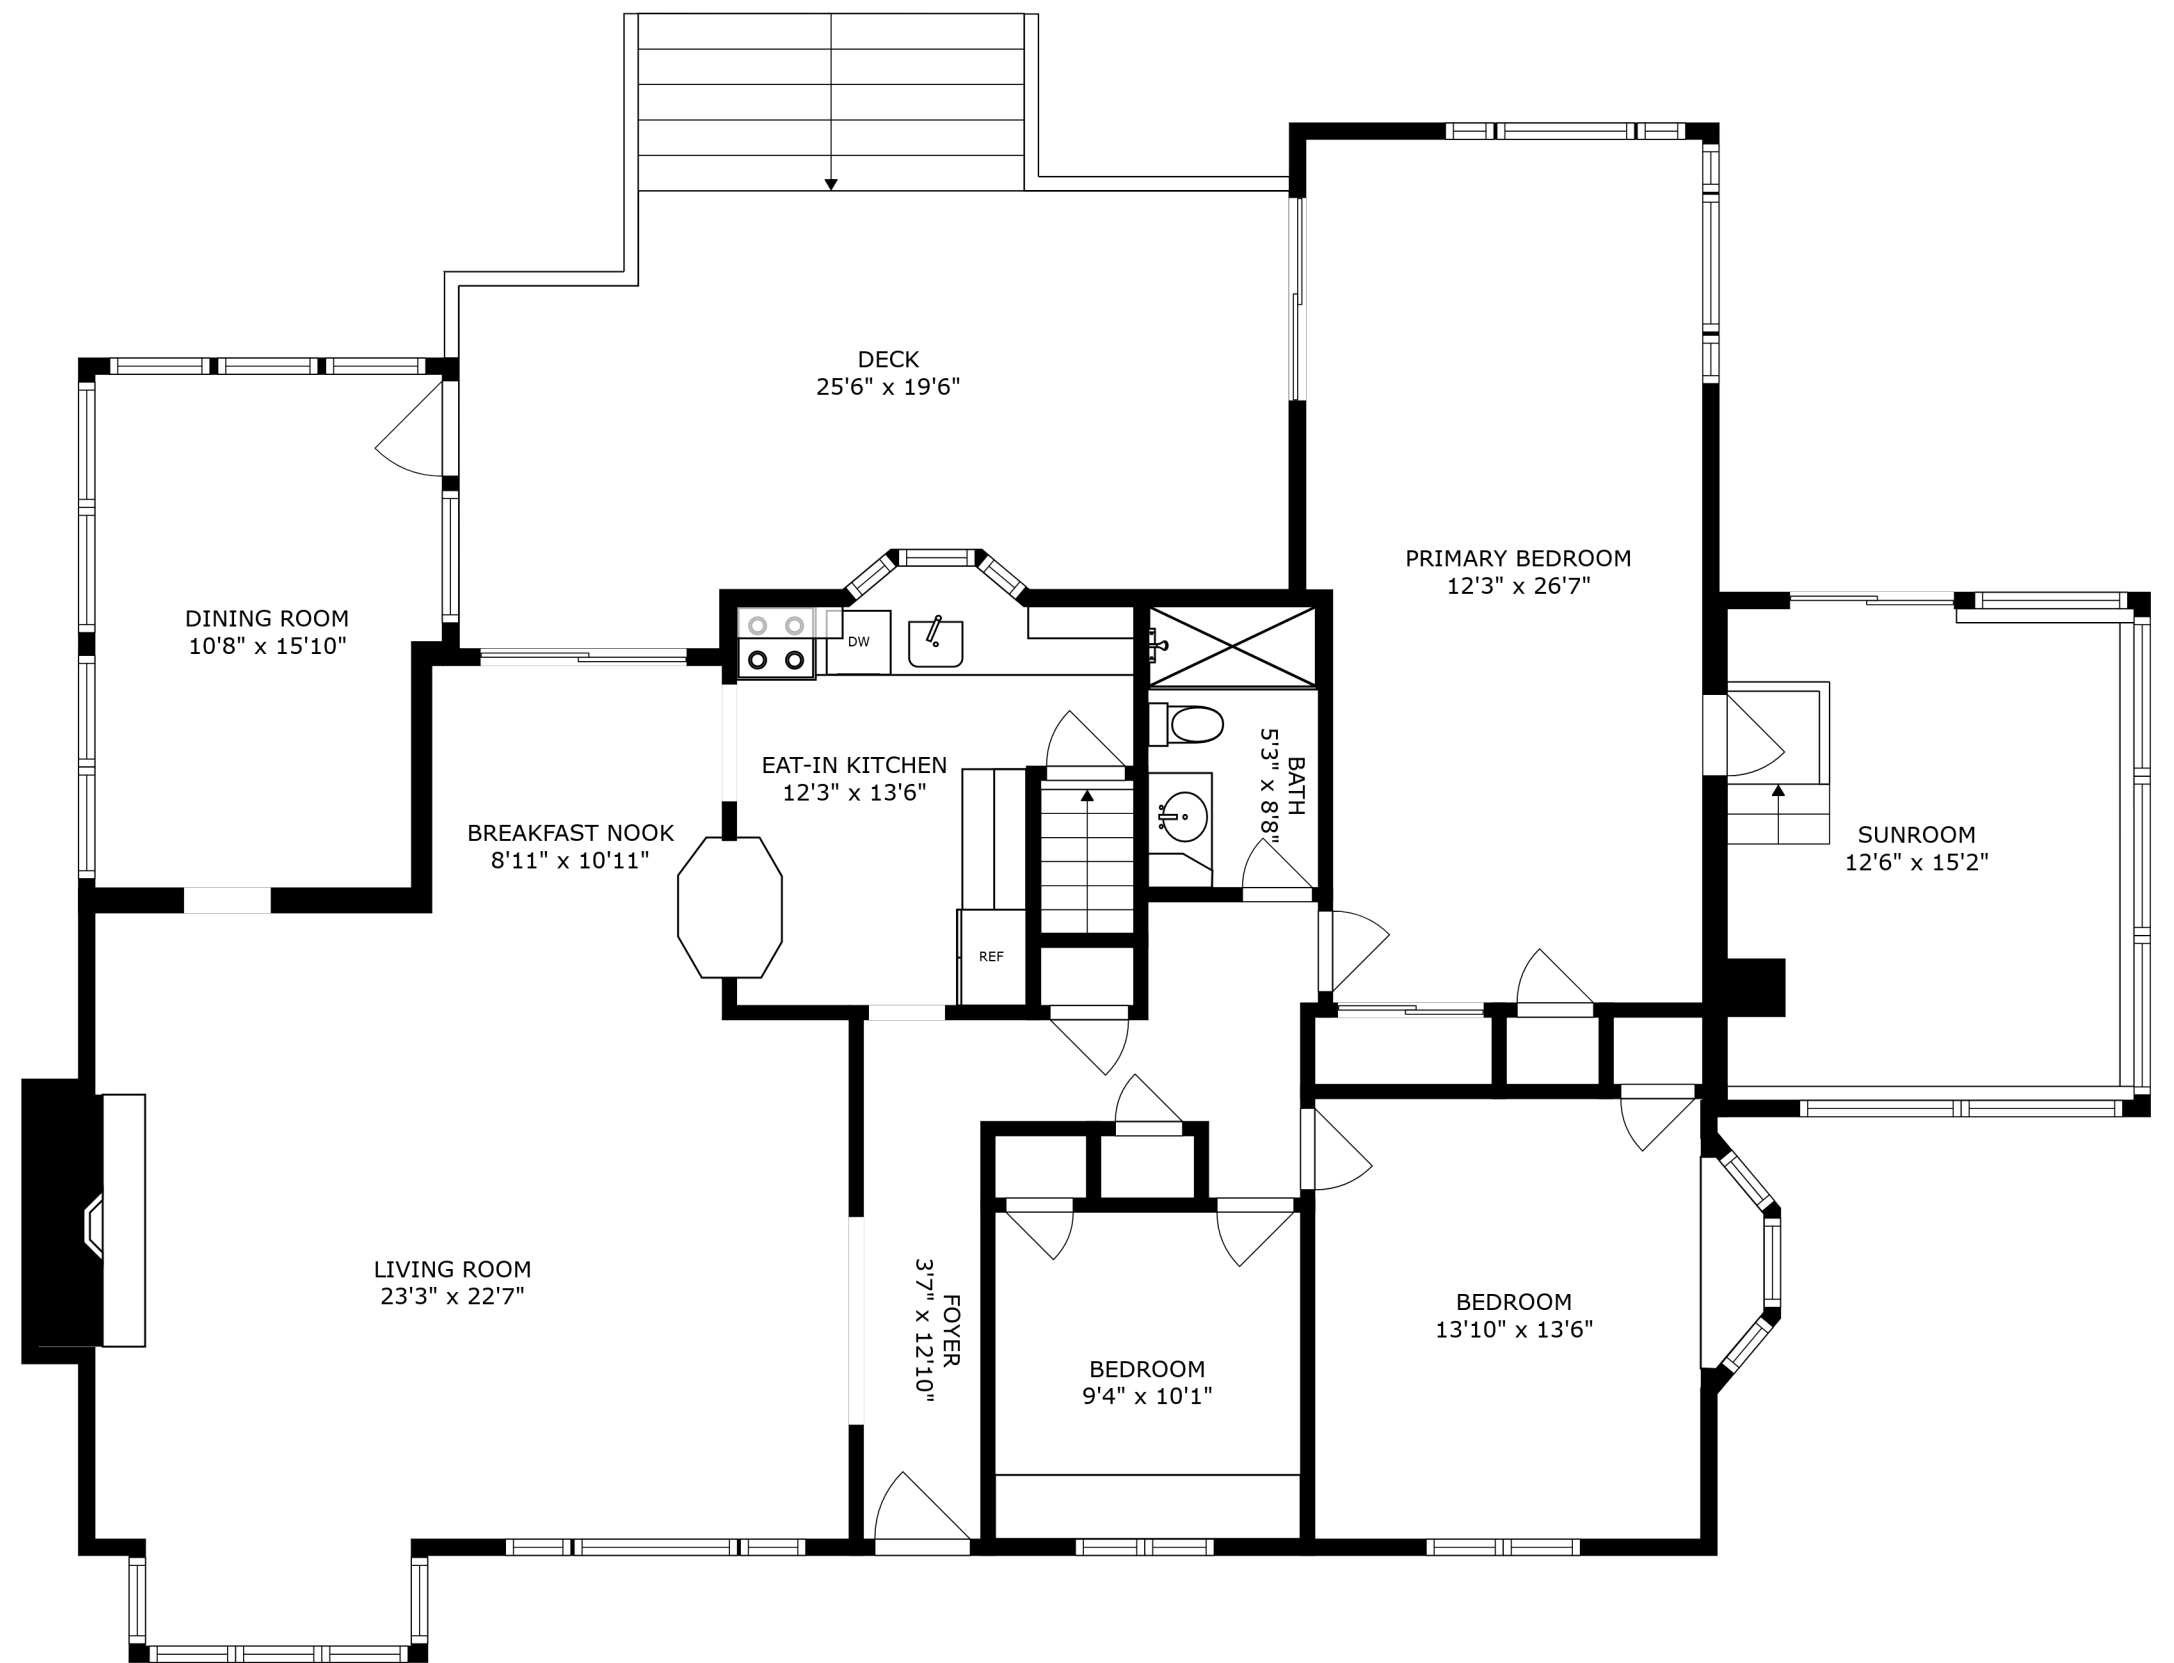 DECK
25'6" x 19'6"
PRIMARY BEDROOM
12'3" x 26'7"
DINING ROOM
10'8" x 15'10"
DW
EAT-IN KITCHEN
12'3" x 13'6"
BATH
5'3" x 8'8"
BREAKFAST NOOK
8'11" x 10'11"
SUNROOM
12'6" x 15'2"
REF
LIVING ROOM
23'3" x 22'7"
FOYER
3'7" x 12'10"
BEDROOM
13'10" x 13'6"
BEDROOM
9'4" x 10'1"